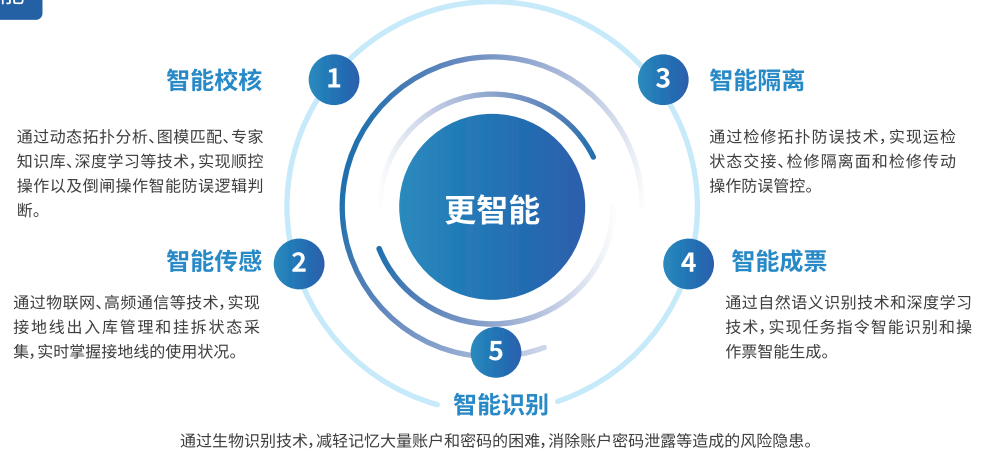 更智能
1
智能校核
通过动态拓扑分析、图模匹配、专家
知识库、深度学习等技术，实现顺控
操作以及倒闸操作智能防误逻辑判
断。
2
智能传感
通过物联网、高频通信等技术，实现
接地线出入库管理和挂拆状态采
集，实时掌握接地线的使用状况。
3
智能隔离
通过检修拓扑防误技术，实现运检
状态交接、检修隔离面和检修传动
操作防误管控。
4
智能成票
通过自然语义识别技术和深度学习
技术，实现任务指令智能识别和操
作票智能生成。
5
智能识别
通过生物识别技术，减轻记忆大量账户和密码的困难，消除账户密码泄露等造成的风险隐患。